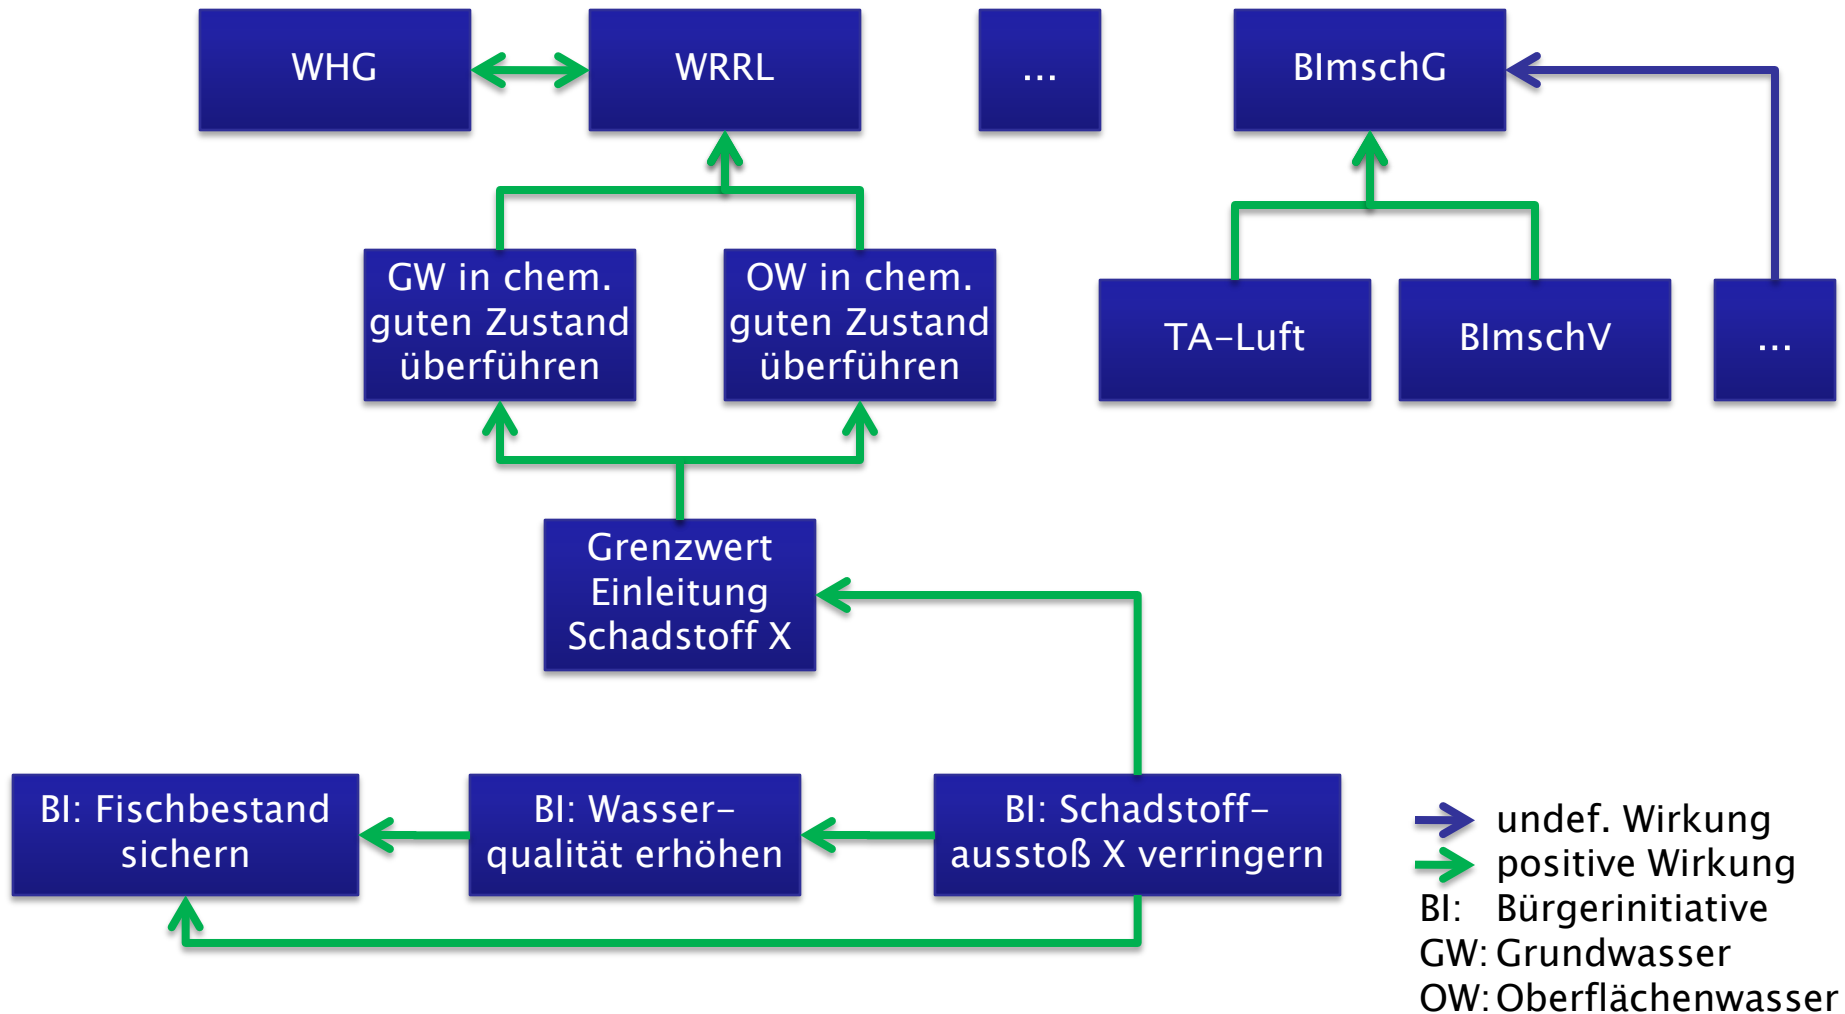 WHG
WRRL
...
BImschG
GW in chem.
guten Zustand
überführen
OW in chem.
guten Zustand
überführen
TA-Luft
BImschV
...
Grenzwert
Einleitung
Schadstoff X
BI: Fischbestand
sichern
BI: Wasser-
qualität erhöhen
BI: Schadstoff-
ausstoß X verringern
undef. Wirkung
positive Wirkung
BI: Bürgerinitiative
GW: Grundwasser
OW: Oberflächenwasser